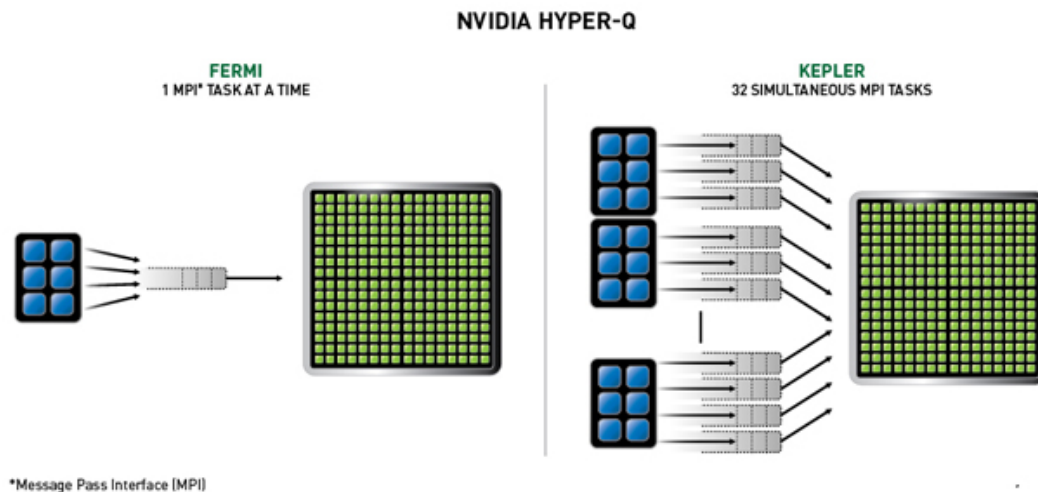 NVIDIA HYPER-Q
FERMI
1 MPI* TASK AT A TIME
KEPLER
32 SIMULTANEOUS MPI TASKS
*Message Pass Interface (MPI)